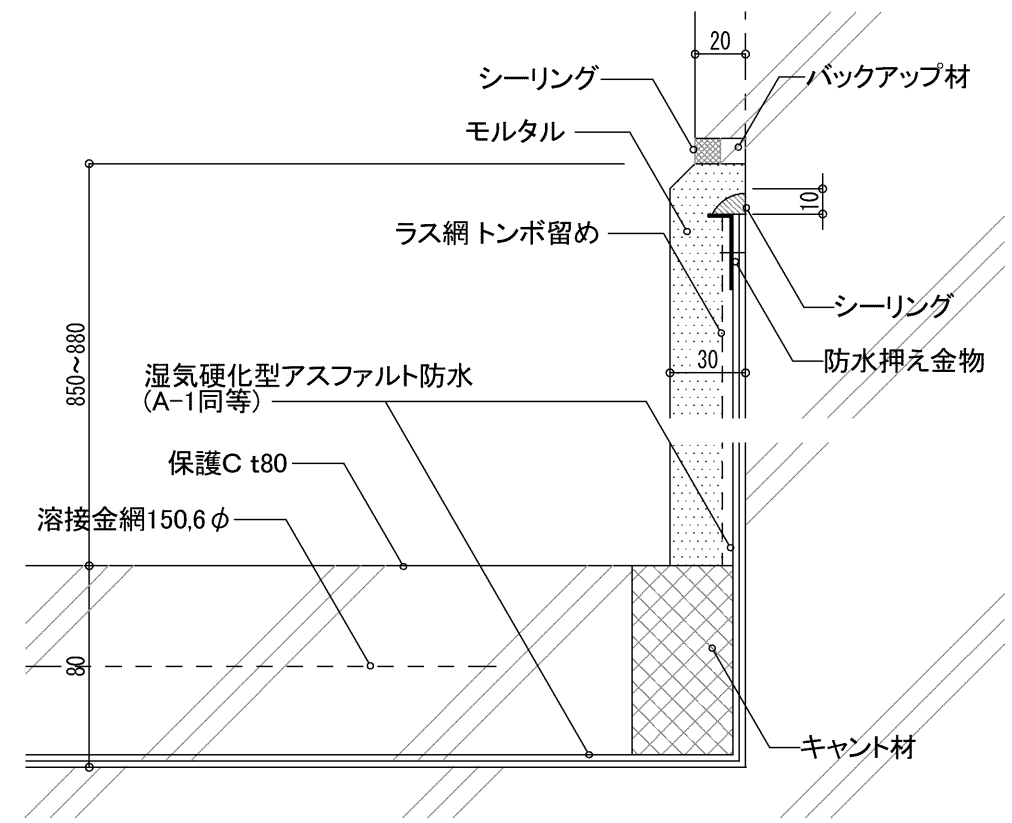 20
シーリング
バックアップ材
モルタル
10
ラス網 トンボ留め
シーリング
850~880
30
防水押え金物
湿気硬化型アスファルト防水
(A-1同等)
保護C t80
溶接金網150,6φ
80
キャント材